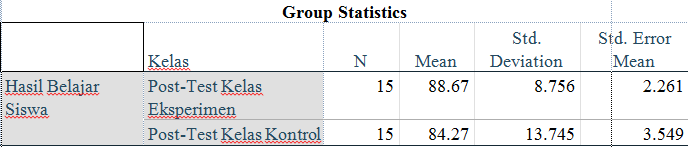 Group Statistics
Kelas N Mean Std. Deviation Std. Error Mean
Hasil Belajar Siswa Post-Test Kelas Eksperimen 15 88.67 8.756 2.261
Post-Test Kelas Kontrol 15 84.27 13.745 3.549